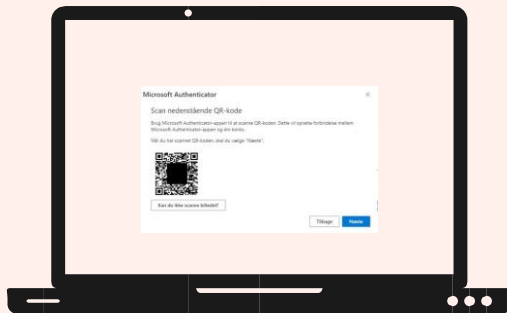 Microsoft Authenticator
Scan nedenstående QR-kode
Brug Microsoft Authenticator-appen til at scanne QR-koden. Dette vil oprette forbindelse mellem
Microsoft Authenticator-appen og din konto.
Når du har scannet QR-koden, skal du vælge "Næste".
Kan du ikke scanne billedet?
Tilbage
Næste